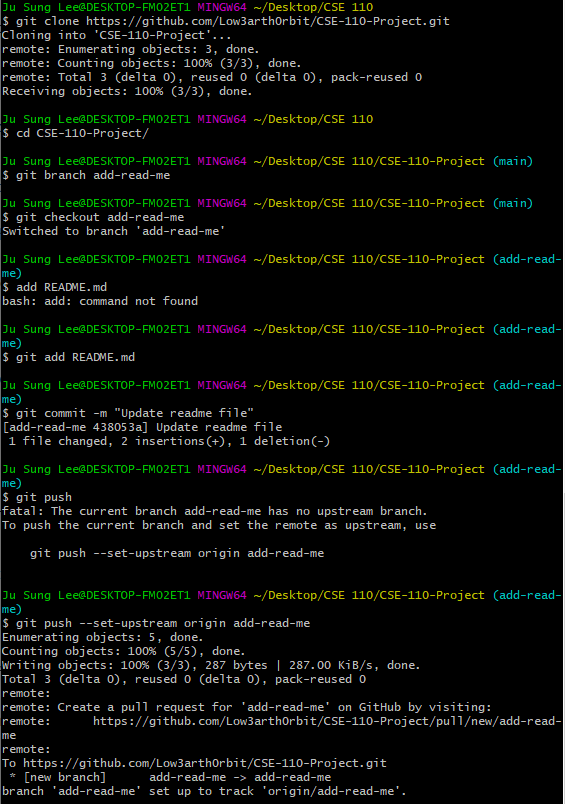 Ju Sung Lee@DESKTOP-FMO2ET1 MINGW64 ~/Desktop/CSE 110
$ git clone https://github.com/Low3arthOrbit/CSE-110-Project.git
Cloning into 'CSE-110-Project'...
remote: Enumerating objects: 3, done.
remote: Counting objects: 100% (3/3), done.
remote: Total 3 (delta 0), reused 0 (delta 0), pack-reused 0
Receiving objects: 100% (3/3), done.
Ju Sung Lee@DESKTOP-FMO2ET1 MINGW64 ~/Desktop/CSE 110
$ cd CSE-110-Project/
Ju Sung Lee@DESKTOP-FMO2ET1 MINGW64 ~/Desktop/CSE 110/CSE-110-Project (main)
$ git branch add-read-me
Ju Sung Lee@DESKTOP-FMO2ET1 MINGW64 ~/Desktop/CSE 110/CSE-110-Project (main)
$ git checkout add-read-me
Switched to branch 'add-read-me'
Ju Sung Lee@DESKTOP-FMO2ET1 MINGW64 ~/Desktop/CSE 110/CSE-110-Project (add-read-
me)
$ add README.md
bash: add: command not found
Ju Sung Lee@DESKTOP-FMO2ET1 MINGW64 ~/Desktop/CSE 110/CSE-110-Project (add-read-
me)
$ git add README.md
Ju Sung Lee@DESKTOP-FMO2ET1 MINGW64 ~/Desktop/CSE 110/CSE-110-Project (add-read-
me)
$ git commit -m "Update readme file"
[add-read-me 438053a] Update readme file
 1 file changed, 2 insertions(+), 1 deletion(-)
Ju Sung Lee@DESKTOP-FMO2ET1 MINGW64 ~/Desktop/CSE 110/CSE-110-Project (add-read-
me)
$ git push
fatal: The current branch add-read-me has no upstream branch.
To push the current branch and set the remote as upstream, use
    git push --set-upstream origin add-read-me
Ju Sung Lee@DESKTOP-FMO2ET1 MINGW64 ~/Desktop/CSE 110/CSE-110-Project (add-read-
me)
$ git push --set-upstream origin add-read-me
Enumerating objects: 5, done.
Counting objects: 100% (5/5), done.
Writing objects: 100% (3/3), 287 bytes | 287.00 KiB/s, done.
Total 3 (delta 0), reused 0 (delta 0), pack-reused 0
remote:
remote: Create a pull request for 'add-read-me' on GitHub by visiting:
remote:      https://github.com/Low3arthOrbit/CSE-110-Project/pull/new/add-read-
me
remote:
To https://github.com/Low3arthOrbit/CSE-110-Project.git
 * [new branch]      add-read-me -> add-read-me
branch 'add-read-me' set up to track 'origin/add-read-me'.